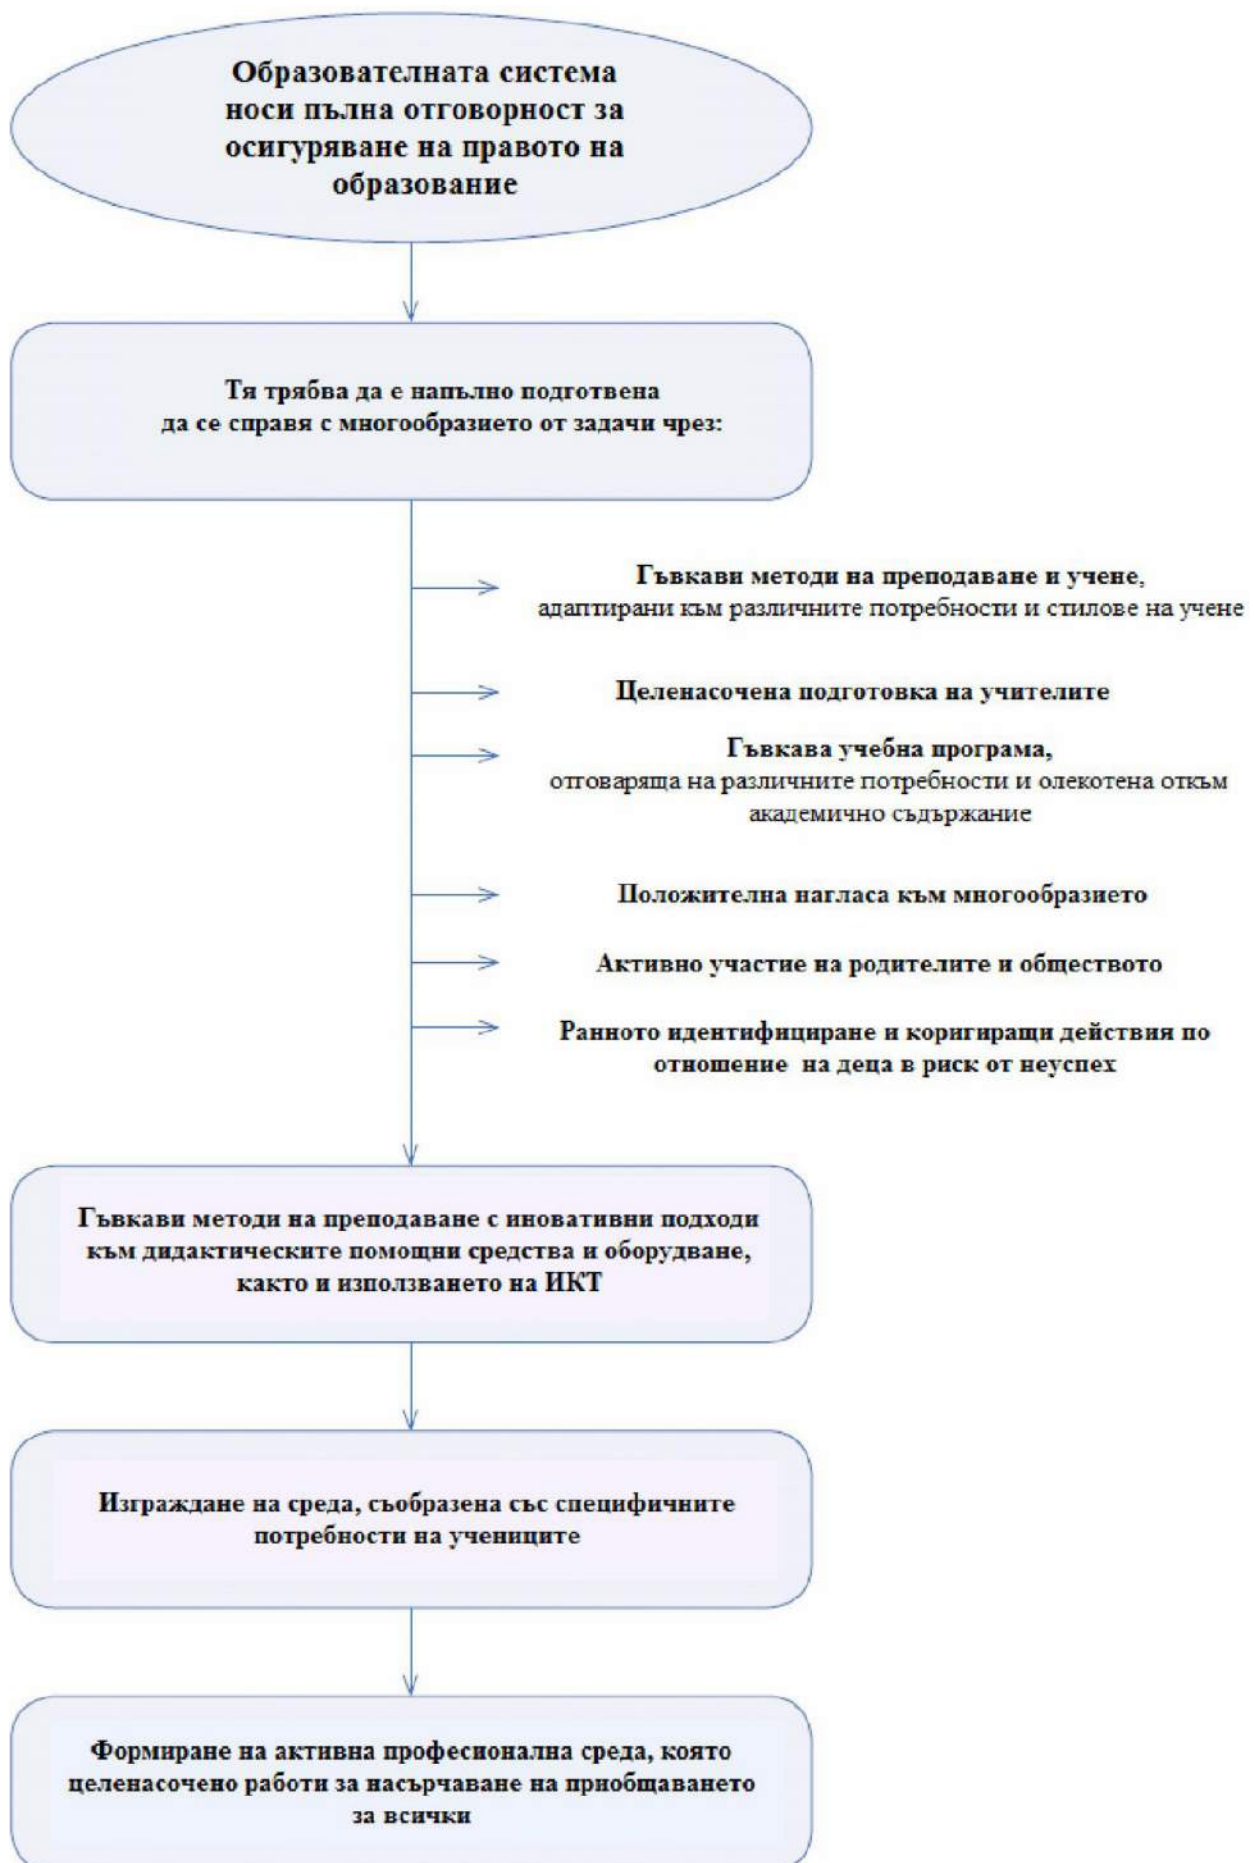 Образователната система
носи пълна отговорност за
осигуряване на правото на
образование
Тя трябва да е напълно подготвена
да се справя с многообразието от задачи чрез:
Гъвкави методи на преподаване и учене,
адаптирани към различните потребности и стилове на учене
Целенасочена подготовка на учителите
Гъвкава учебна програма,
отговаряща на различните потребности и олекотена откъм
академично съдържание
Положителна нагласа към многообразието
Активно участие на родителите и обществото
Ранното идентифициране и коригиращи действия по
отношение на деца в риск от неуспех
Гъвкави методи на преподаване с иновативни подходи
към дидактическите помощни средства и оборудване,
както и използването на ИКТ
Изграждане на среда, съобразена със специфичните
потребности на учениците
Формиране на активна професионална среда, която
целенасочено работи за насърчаване на приобщаването
за всички